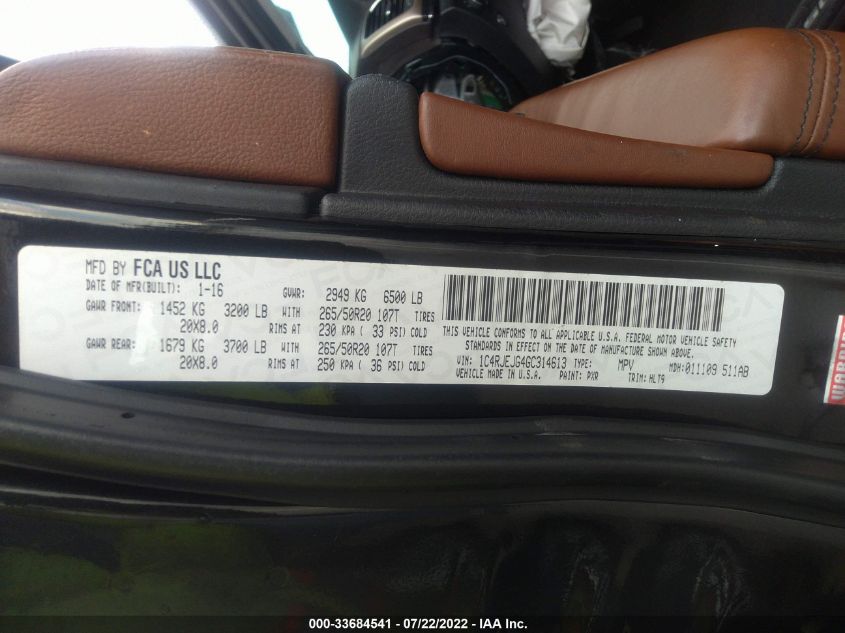 MFD BY FCA US LLC
DATE OF MFR(BUILT): 1-16 GVWR: 2949 KG 6500 LB
GAWR FRONT: 1452 KG 3200 LB WITH 265/50R20 107T TIRES
20X8.0 RIMS AT 230 KPA ( 33 PSI) COLD
GAWR REAR: 1679 KG 3700 LB WITH 265/50R20 107T TIRES
20X8.0 RIMS AT 250 KPA ( 36 PSI) COLD
THIS VEHICLE CONFORMS TO ALL APPLICABLE U.S.A. FEDERAL MOTOR VEHICLE SAFETY
STANDARDS IN EFFECT ON THE DATE OF MANUFACTURE SHOWN ABOVE.
VIN: 1C4RJEJG4GC314613 TYPE: MPV MDH: 011109 511AB
VEHICLE MADE IN U.S.A. PAINT: PXR TRIM: HLT9
WARNING
000-33684541 - 07/22/2022 - IAA Inc.